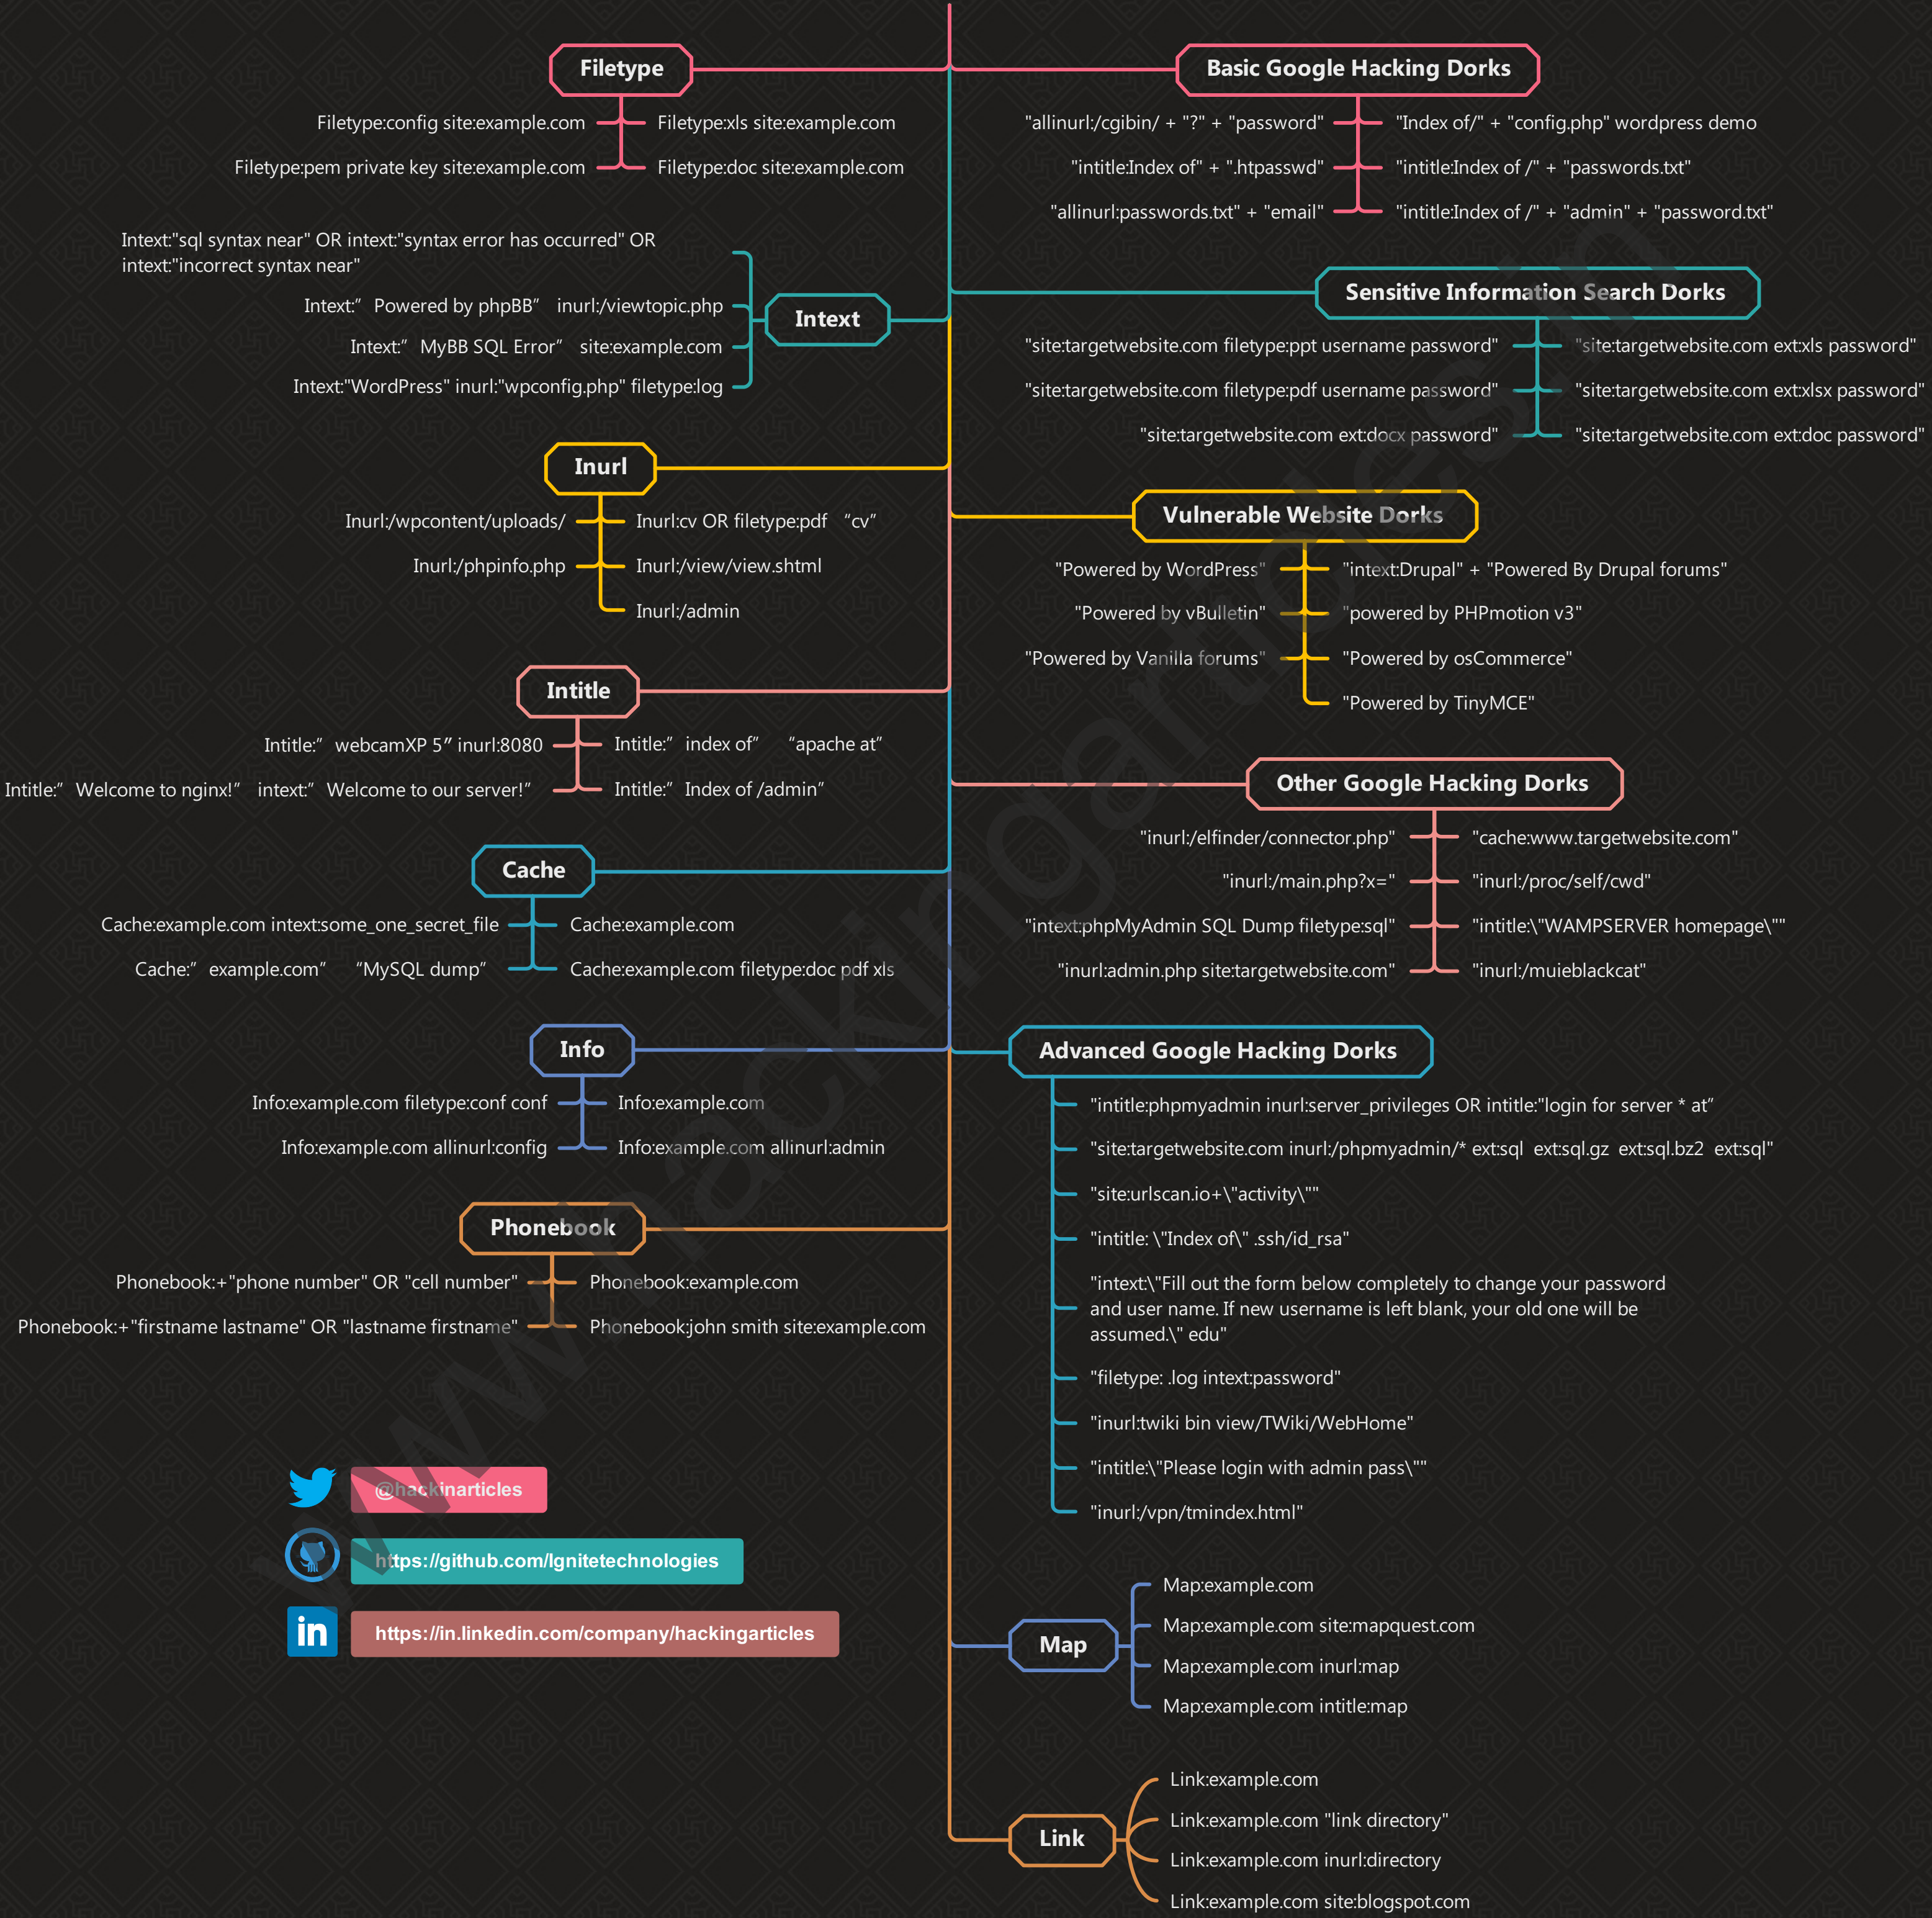 Filetype
Filetype:config site:example.com
Filetype:xls site:example.com
Filetype:pem private key site:example.com
Filetype:doc site:example.com
Intext:"sql syntax near" OR intext:"syntax error has occurred" OR
intext:"incorrect syntax near"
Intext:” Powered by phpBB” inurl:/viewtopic.php
Intext:” MyBB SQL Error” site:example.com
Intext:"WordPress" inurl:"wpconfig.php" filetype:log
Intext
Inurl
Inurl:/wpcontent/uploads/
Inurl:cv OR filetype:pdf “cv”
Inurl:/phpinfo.php
Inurl:/view/view.shtml
Inurl:/admin
Intitle
Intitle:” webcamXP 5” inurl:8080
Intitle:” index of” “apache at”
Intitle:” Welcome to nginx!” intext:” Welcome to our server!”
Intitle:” Index of /admin”
Cache
Cache:example.com intext:some_one_secret_file
Cache:example.com
Cache:” example.com” “MySQL dump”
Cache:example.com filetype:doc pdf xls
Info
Info:example.com filetype:conf conf
Info:example.com
Info:example.com allinurl:config
Info:example.com allinurl:admin
Phonebook
Phonebook:+"phone number" OR "cell number"
Phonebook:example.com
Phonebook:+"firstname lastname" OR "lastname firstname"
Phonebook:john smith site:example.com
@hackinarticles
https://github.com/Ignitetechnologies
in
https://in.linkedin.com/company/hackingarticles
Basic Google Hacking Dorks
"allinurl:/cgibin/ + "?" + "password"
"Index of/" + "config.php" wordpress demo
"intitle:Index of" + ".htpasswd"
"intitle:Index of /" + "passwords.txt"
"allinurl:passwords.txt" + "email"
"intitle:Index of /" + "admin" + "password.txt"
Sensitive Information Search Dorks
"site:targetwebsite.com filetype:ppt username password"
"site:targetwebsite.com ext:xls password"
"site:targetwebsite.com filetype:pdf username password"
"site:targetwebsite.com ext:xlsx password"
"site:targetwebsite.com ext:docx password"
"site:targetwebsite.com ext:doc password"
Vulnerable Website Dorks
"Powered by WordPress"
"intext:Drupal" + "Powered By Drupal forums"
"Powered by vBulletin"
"powered by PHPmotion v3"
"Powered by Vanilla forums"
"Powered by osCommerce"
"Powered by TinyMCE"
Other Google Hacking Dorks
"inurl:/elfinder/connector.php"
"cache:www.targetwebsite.com"
"inurl:/main.php?x="
"inurl:/proc/self/cwd"
"intext:phpMyAdmin SQL Dump filetype:sql"
"intitle:\"WAMPSERVER homepage\""
"inurl:admin.php site:targetwebsite.com"
"inurl:/muieblackcat"
Advanced Google Hacking Dorks
"intitle:phpmyadmin inurl:server_privileges OR intitle:"login for server * at”
"site:targetwebsite.com inurl:/phpmyadmin/* ext:sql ext:sql.gz ext:sql.bz2 ext:sql"
"site:urlscan.io+\"activity\""
"intitle: \"Index of\" .ssh/id_rsa"
"intext:\"Fill out the form below completely to change your password
and user name. If new username is left blank, your old one will be
assumed.\" edu"
"filetype: .log intext:password"
"inurl:twiki bin view/TWiki/WebHome"
"intitle:\"Please login with admin pass\""
"inurl:/vpn/tmindex.html"
Map
Map:example.com
Map:example.com site:mapquest.com
Map:example.com inurl:map
Map:example.com intitle:map
Link
Link:example.com
Link:example.com "link directory"
Link:example.com inurl:directory
Link:example.com site:blogspot.com
www.hackingarticles.in